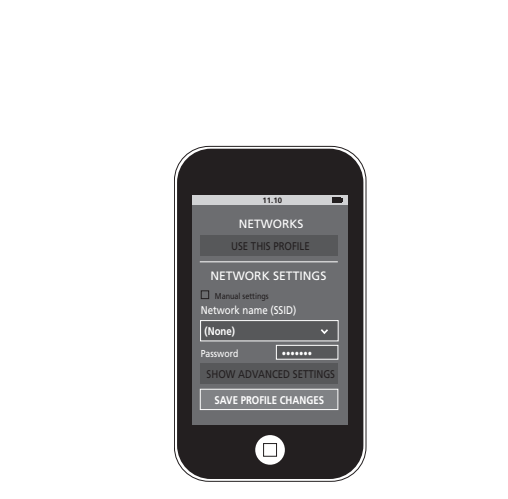 11.10
NETWORKS
USE THIS PROFILE
NETWORK SETTINGS
Manual settings
Network name (SSID)
(None)
Password •••••••
SHOW ADVANCED SETTINGS
SAVE PROFILE CHANGES